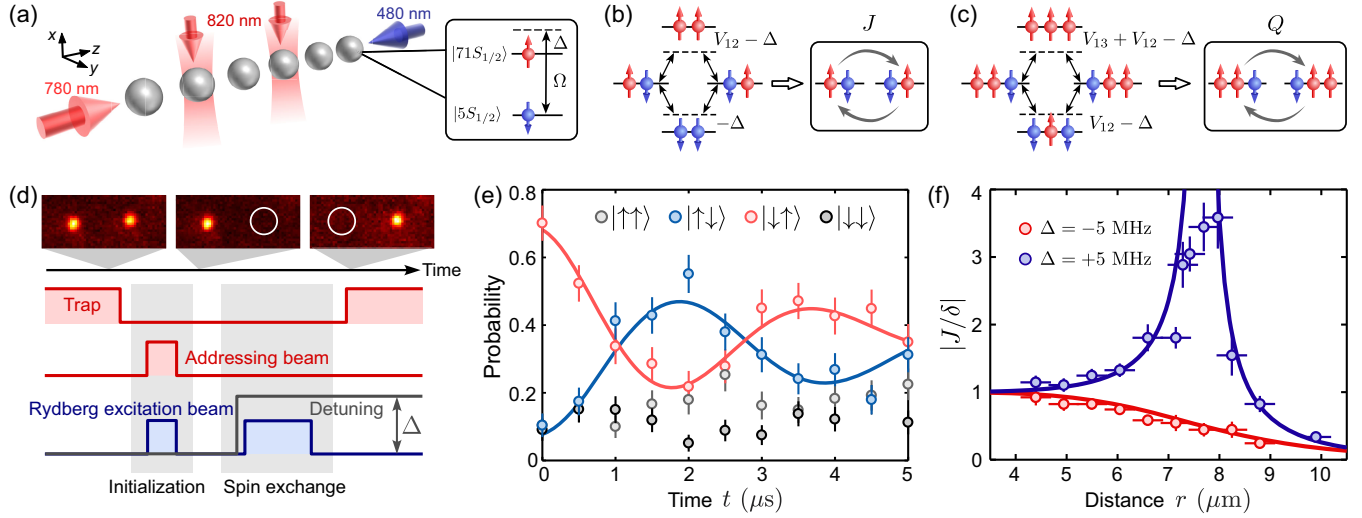 (a)
820 nm
480 nm
x
z
y
780 nm
|71S₁/₂⟩
Δ
Ω
|5S₁/₂⟩
(b)
V₁₂ − Δ
−Δ
J
(c)
V₁₃ + V₁₂ − Δ
V₁₂ − Δ
Q
(d)
Time
Trap
Addressing beam
Rydberg excitation beam
Detuning
Δ
Initialization
Spin exchange
(e)
|↑↑⟩ |↑↓⟩ |↓↑⟩ |↓↓⟩
Probability
0.8
0.6
0.4
0.2
0
0 1 2 3 4 5
Time t (μs)
(f)
Δ = −5 MHz
Δ = +5 MHz
|J/δ|
4
3
2
1
0
4 5 6 7 8 9 10
Distance r (μm)